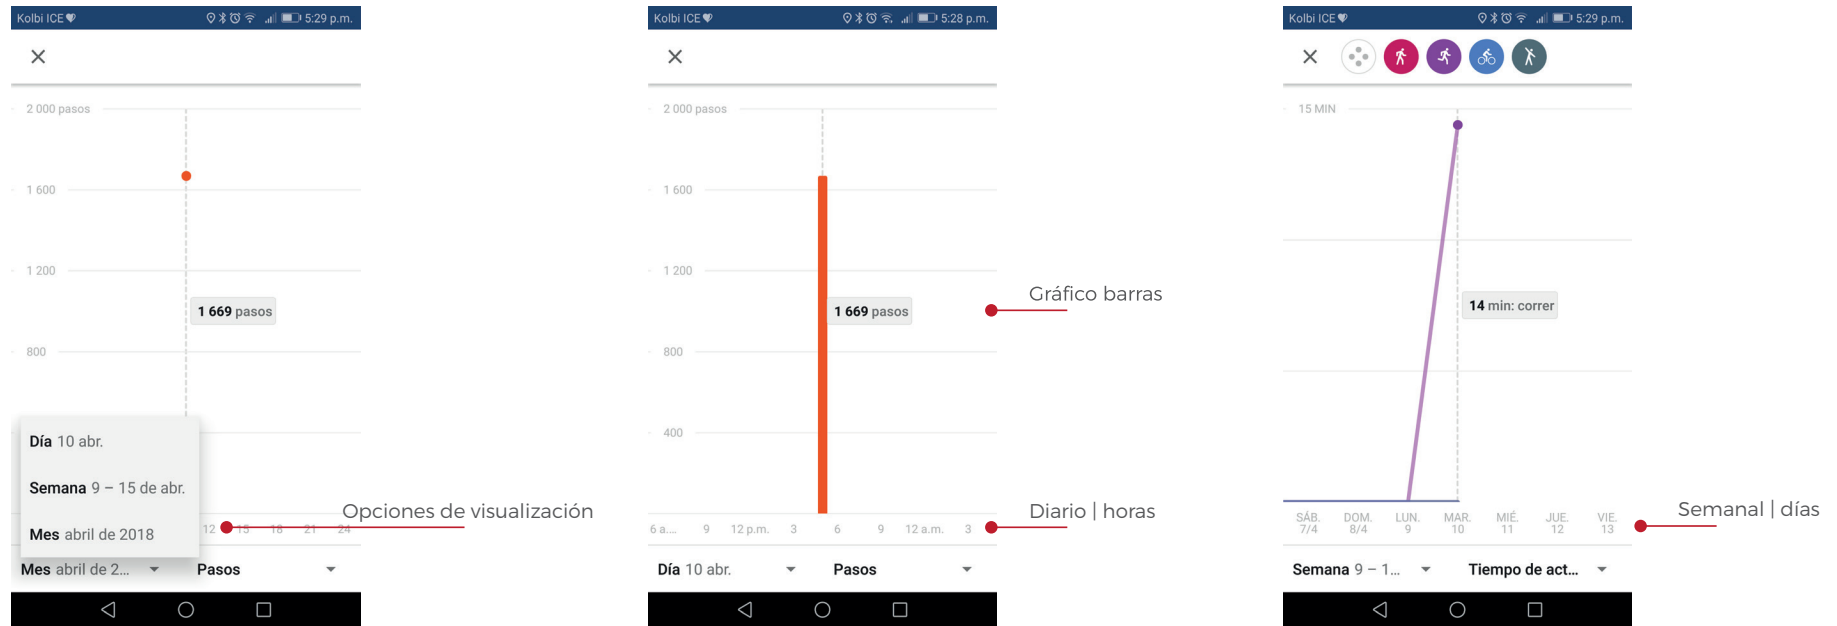 Kolbi ICE 5:29 p.m.
2 000 pasos
1 600
1 200
1 669 pasos
800
Día 10 abr.
Semana 9 – 15 de abr.
Mes abril de 2018
12 15 18 21 24
Mes abril de 2... Pasos
Opciones de visualización
Kolbi ICE 5:28 p.m.
2 000 pasos
1 600
1 200
1 669 pasos
800
400
6 a.... 9 12 p.m. 3 6 9 12 a.m. 3
Día 10 abr. Pasos
Gráfico barras
Diario | horas
Kolbi ICE 5:29 p.m.
15 MIN
14 min: correr
SÁB. DOM. LUN. MAR. MIÉ. JUE. VIE.
7/4 8/4 9 10 11 12 13
Semana 9 – 1... Tiempo de act...
Semanal | días